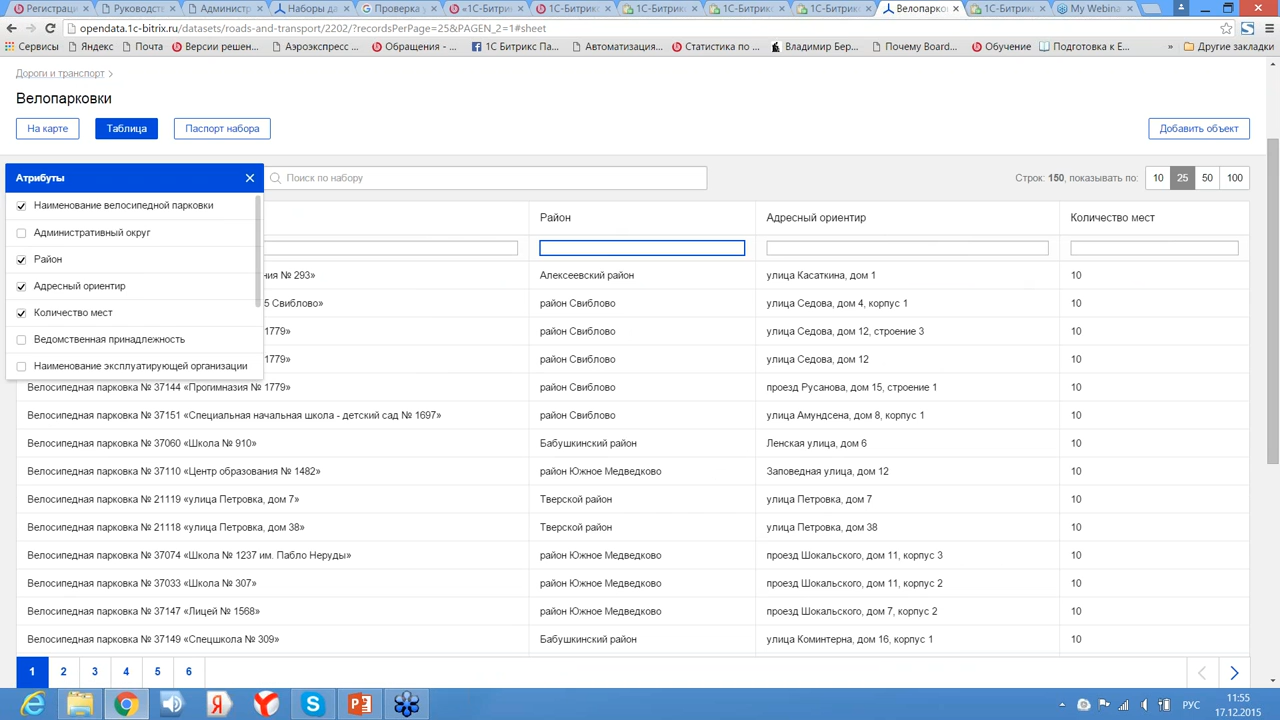 Регистраци
Руководств
Администр
Наборы да
Проверка у
«1С-Битрик
1С-Битрикс
1С-Битрикс
1С-Битрикс
1С-Битрикс
Велопарков
1С-Битрикс
My Webina
opendata.1c-bitrix.ru/datasets/roads-and-transport/2202/?recordsPerPage=25&PAGEN_2=1#sheet
Сервисы Яндекс Почта Версии решен... Аэроэкспресс ... Обращения - ... 1С Битрикс Па... Автоматизация... Статистика по ... Владимир Бер... Почему Board... Обучение Подготовка к Е... » Другие закладки
Дороги и транспорт >
Велопарковки
На карте Таблица Паспорт набора Добавить объект
Атрибуты
Поиск по набору
Строк: 150, показывать по: 10 25 50 100
Наименование велосипедной парковки
Административный округ
Район
Адресный ориентир
Количество мест
Ведомственная принадлежность
Наименование эксплуатирующей организации
Район Адресный ориентир Количество мест
ния № 293» Алексеевский район улица Касаткина, дом 1 10
5 Свиблово» район Свиблово улица Седова, дом 4, корпус 1 10
1779» район Свиблово улица Седова, дом 12, строение 3 10
1779» район Свиблово улица Седова, дом 12 10
Велосипедная парковка № 37144 «Прогимназия № 1779» район Свиблово проезд Русанова, дом 15, строение 1 10
Велосипедная парковка № 37151 «Специальная начальная школа - детский сад № 1697» район Свиблово улица Амундсена, дом 8, корпус 1 10
Велосипедная парковка № 37060 «Школа № 910» Бабушкинский район Ленская улица, дом 6 10
Велосипедная парковка № 37110 «Центр образования № 1482» район Южное Медведково Заповедная улица, дом 12 10
Велосипедная парковка № 21119 «улица Петровка, дом 7» Тверской район улица Петровка, дом 7 10
Велосипедная парковка № 21118 «улица Петровка, дом 38» Тверской район улица Петровка, дом 38 10
Велосипедная парковка № 37074 «Школа № 1237 им. Пабло Неруды» район Южное Медведково проезд Шокальского, дом 11, корпус 3 10
Велосипедная парковка № 37033 «Школа № 307» район Южное Медведково проезд Шокальского, дом 11, корпус 2 10
Велосипедная парковка № 37147 «Лицей № 1568» район Южное Медведково проезд Шокальского, дом 7, корпус 2 10
Велосипедная парковка № 37149 «Спецшкола № 309» Бабушкинский район улица Коминтерна, дом 16, корпус 1 10
1 2 3 4 5 6
РУС
11:55
17.12.2015